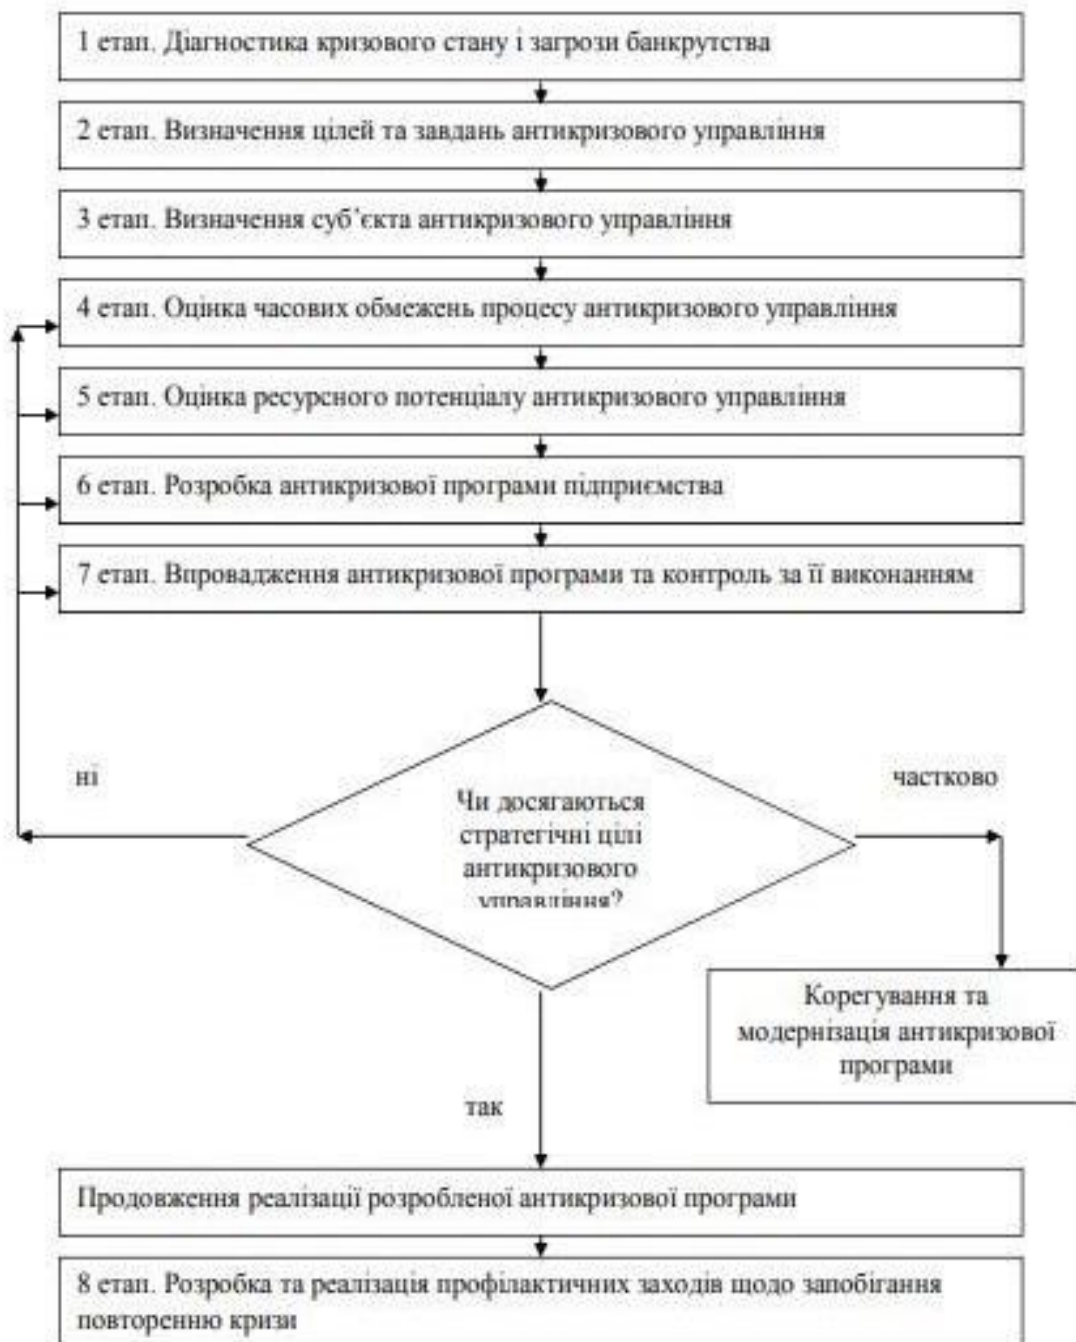 1 етап. Діагностика кризового стану і загрози банкрутства
2 етап. Визначення цілей та завдань антикризового управління
3 етап. Визначення суб’єкта антикризового управління
4 етап. Оцінка часових обмежень процесу антикризового управління
5 етап. Оцінка ресурсного потенціалу антикризового управління
6 етап. Розробка антикризової програми підприємства
7 етап. Впровадження антикризової програми та контроль за її виконанням
ні
частково
Чи досягаються
стратегічні цілі
антикризового
управління?
Корегування та
модернізація антикризової
програми
так
Продовження реалізації розробленої антикризової програми
8 етап. Розробка та реалізація профілактичних заходів щодо запобігання
повторенню кризи